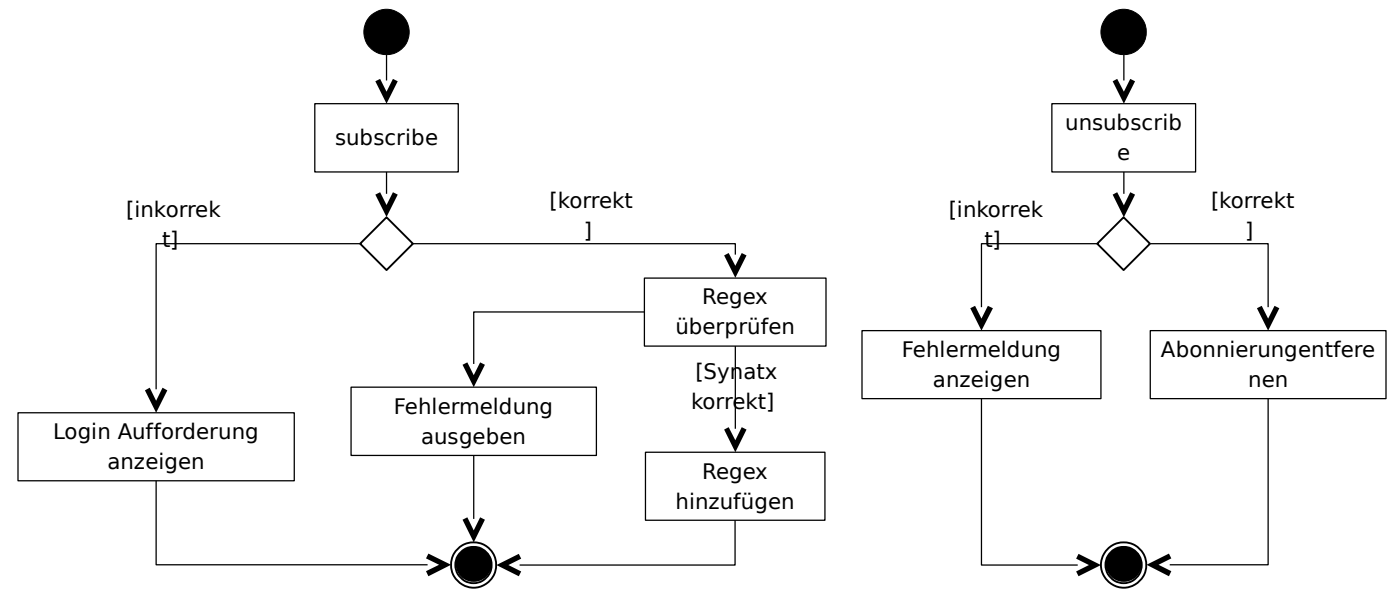 subscribe
[inkorrek
t]
[korrekt
]
Regex
überprüfen
[Synatx
korrekt]
Fehlermeldung
ausgeben
Login Aufforderung
anzeigen
Regex
hinzufügen
unsubscrib
e
[inkorrek
t]
[korrekt
]
Fehlermeldung
anzeigen
Abonnierungentfere
nen